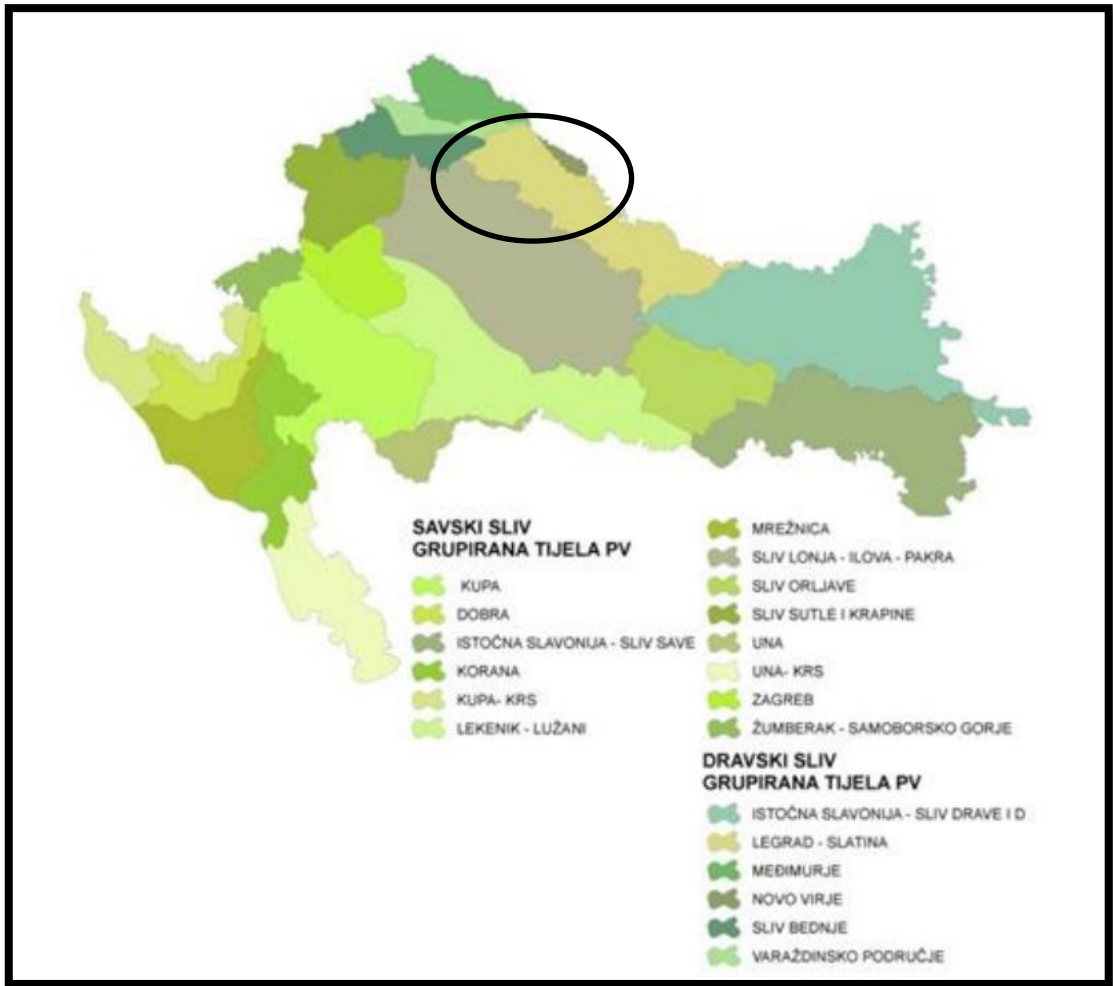 SAVSKI SLIV
GRUPIRANA TIJELA PV
KUPA
DOBRA
ISTOČNA SLAVONIJA - SLIV SAVE
KORANA
KUPA- KRS
LEKENIK - LUŽANI
MREŽNICA
SLIV LONJA - ILOVA - PAKRA
SLIV ORLJAVE
SLIV SUTLE I KRAPINE
UNA
UNA- KRS
ZAGREB
ŽUMBERAK - SAMOBORSKO GORJE
DRAVSKI SLIV
GRUPIRANA TIJELA PV
ISTOČNA SLAVONIJA - SLIV DRAVE I D
LEGRAD - SLATINA
MEĐIMURJE
NOVO VIRJE
SLIV BEDNJE
VARAŽDINSKO PODRUČJE